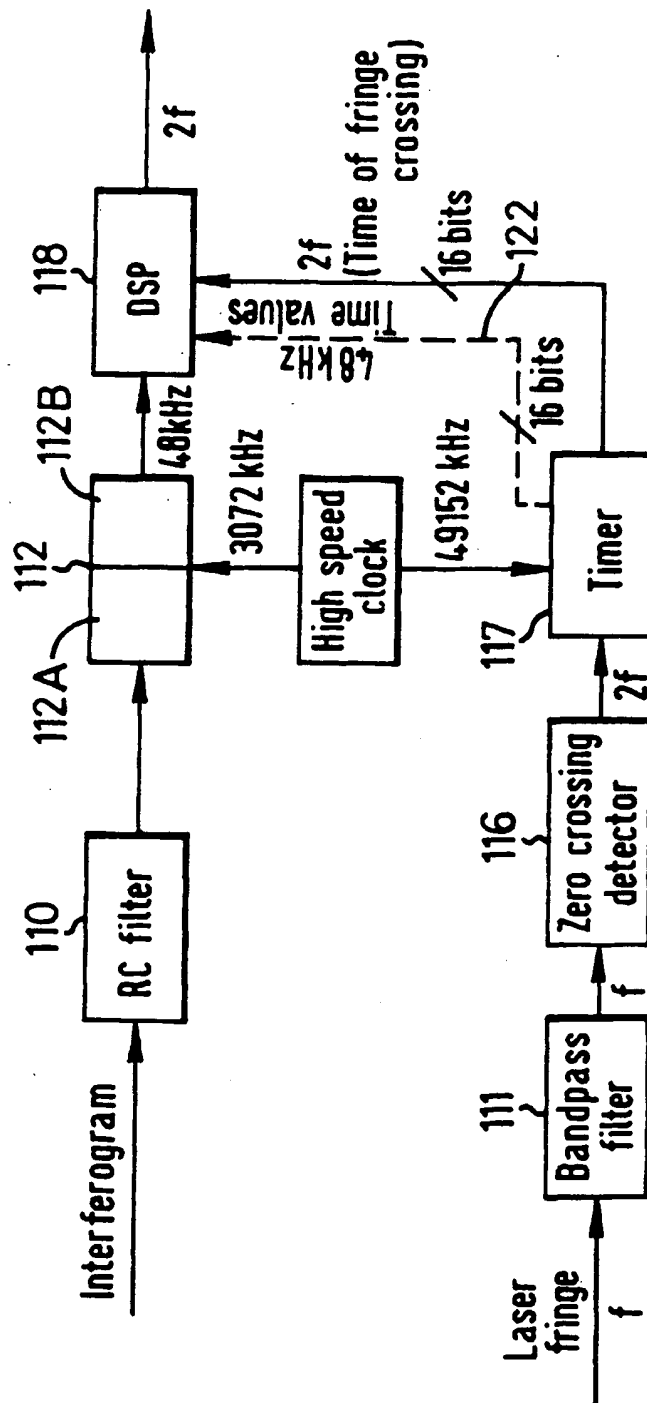 Interferogram
110
RC filter
112A
112
112B
48kHz
118
DSP
2f
3072 kHz
High speed
clock
49152 kHz
48kHz
Time values
2f
(Time of fringe
crossing)
16 bits
16 bits
122
Laser
fringe
f
111
Bandpass
filter
f
116
Zero crossing
detector
2f
117
Timer